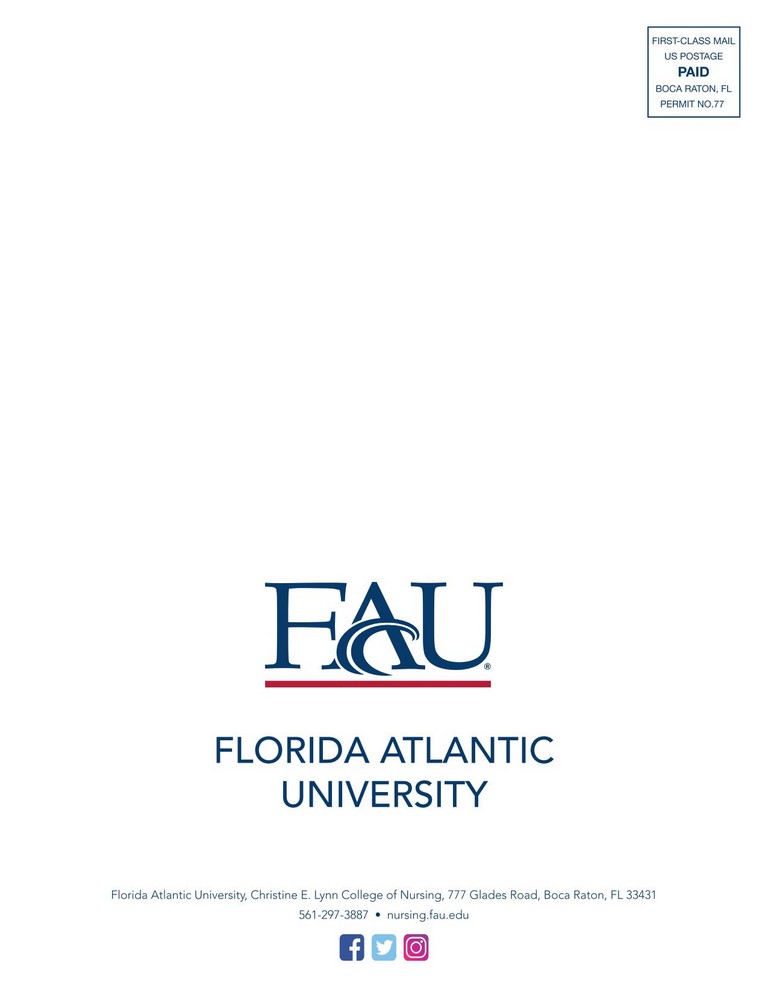 FIRST-CLASS MAIL
US POSTAGE
PAID
BOCA RATON, FL
PERMIT NO.77
FAU®
FLORIDA ATLANTIC
UNIVERSITY
Florida Atlantic University, Christine E. Lynn College of Nursing, 777 Glades Road, Boca Raton, FL 33431
561-297-3887 • nursing.fau.edu